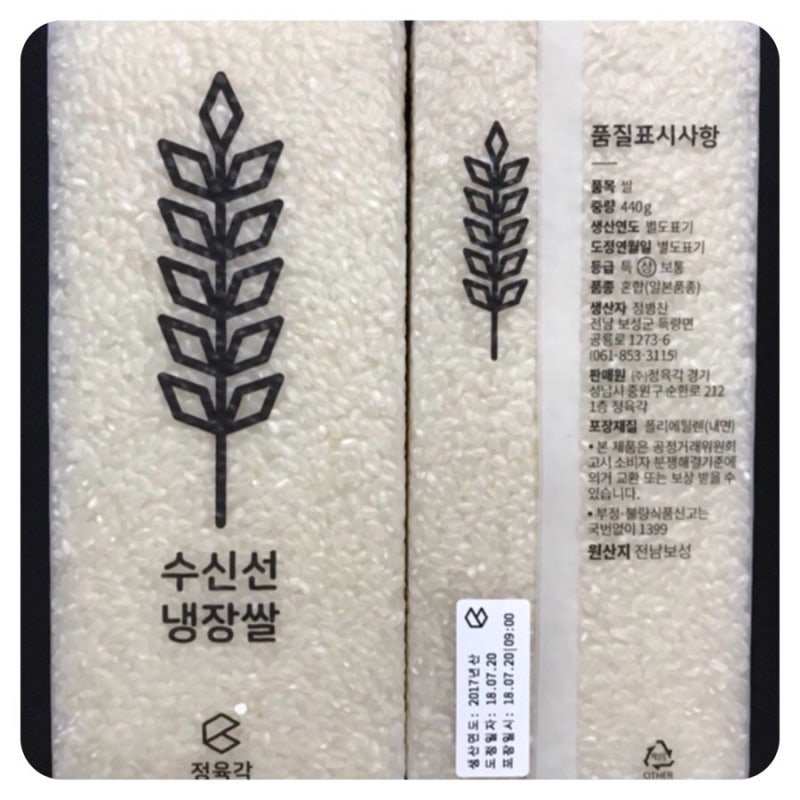 수신선
냉장쌀
정육각
품질표시사항
품목 쌀
중량 440g
생산연도 별도표기
도정연월일 별도표기
등급 특 상 보통
품종 혼합(일본품종)
생산자 정병찬
전남 보성군 득량면
공룡로 1273-6
(061-853-3115)
판매원 (주)정육각 경기
성남시 중원구 순환로 212
1층 정육각
포장재질 폴리에틸렌(내면)
• 본 제품은 공정거래위원회
고시 소비자 분쟁해결기준에
의거 교환 또는 보상 받을 수
있습니다.
• 부정·불량식품신고는
국번없이 1399
원산지 전남보성
생산연도: 2017년산
도정일자: 18.07.20
포장일시: 18.07.20|09:00
OTHER